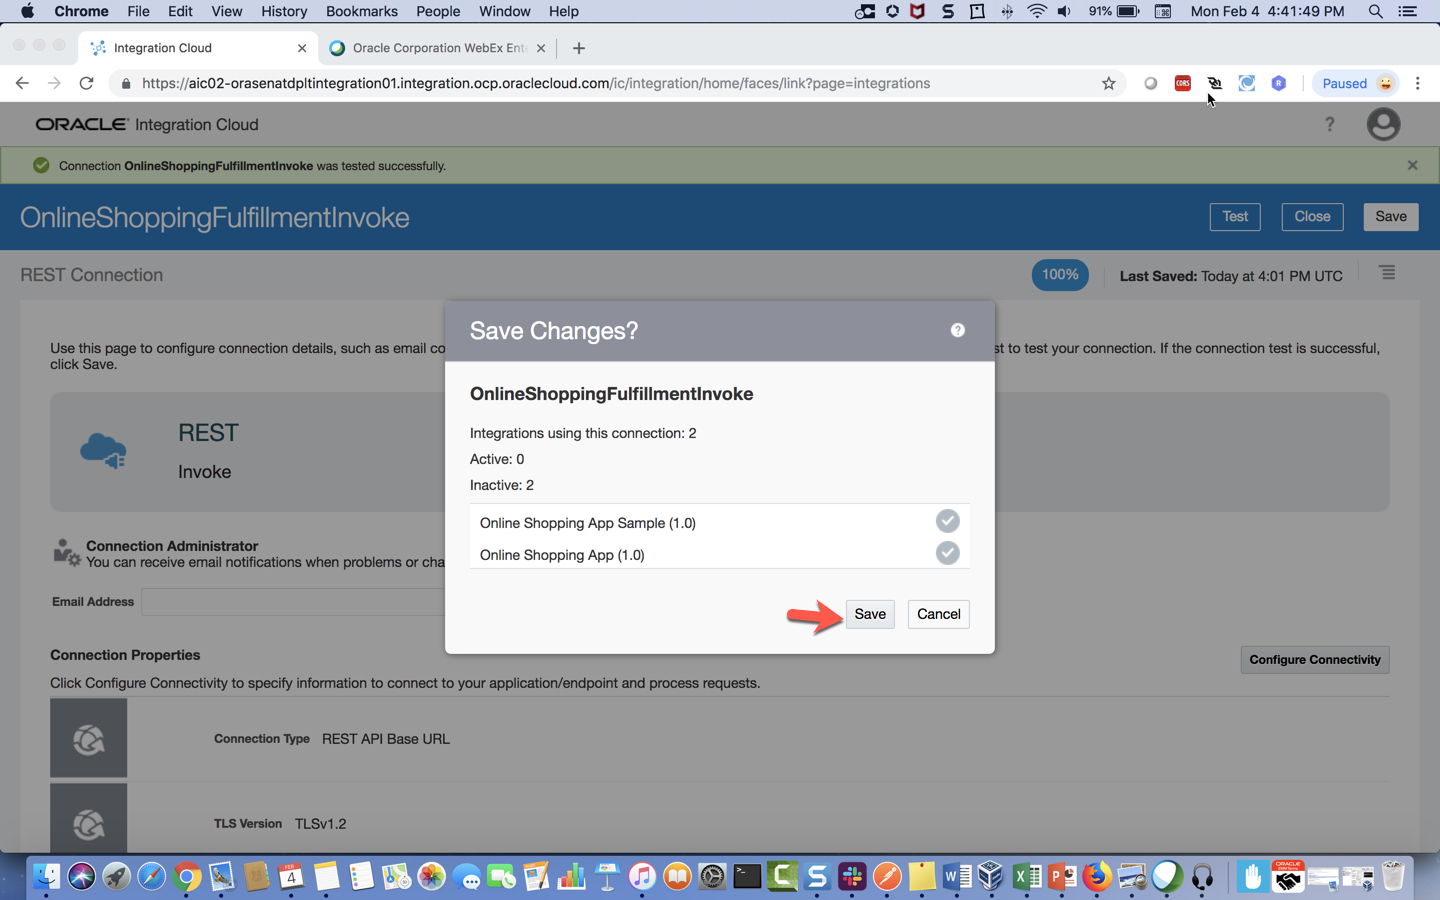 Chrome File Edit View History Bookmarks People Window Help 91% Mon Feb 4 4:41:49 PM
Integration Cloud Oracle Corporation WebEx Ent
https://aic02-orasenatdpltintegration01.integration.ocp.oraclecloud.com/ic/integration/home/faces/link?page=integrations CORS R Paused
ORACLE Integration Cloud ?
Connection OnlineShoppingFulfillmentInvoke was tested successfully.
OnlineShoppingFulfillmentInvoke Test Close Save
REST Connection 100% Last Saved: Today at 4:01 PM UTC
Save Changes? ?
Use this page to configure connection details, such as email co st to test your connection. If the connection test is successful,
click Save.
OnlineShoppingFulfillmentInvoke
REST
Integrations using this connection: 2
Active: 0
Invoke
Inactive: 2
Online Shopping App Sample (1.0)
Connection Administrator
Online Shopping App (1.0)
You can receive email notifications when problems or cha
Email Address
Save Cancel
Connection Properties
Configure Connectivity
Click Configure Connectivity to specify information to connect to your application/endpoint and process requests.
Connection Type REST API Base URL
TLS Version TLSv1.2
FEB
4
ORACLE